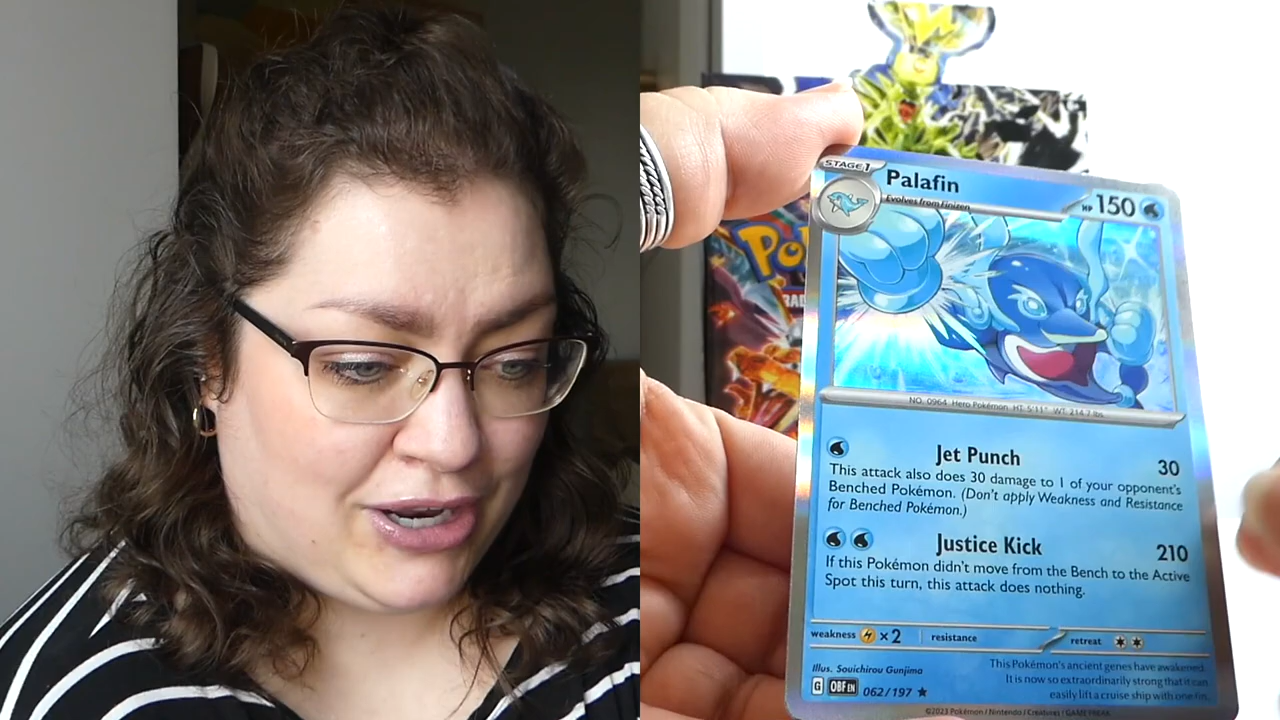 STAGE 1
Palafin
HP 150
Evolves from Finizen
Po
RAD
NO. 0964 Hero Pokémon HT: 5'11" WT: 214.7 lbs.
Jet Punch 30
This attack also does 30 damage to 1 of your opponent's
Benched Pokémon. (Don't apply Weakness and Resistance
for Benched Pokémon.)
Justice Kick 210
If this Pokémon didn't move from the Bench to the Active
Spot this turn, this attack does nothing.
weakness ×2 resistance retreat
Illus. Souichirou Gunjima
This Pokémon's ancient genes have awakened.
It is now so extraordinarily strong that it can
easily lift a cruise ship with one fin.
G OBF EN 062/197 ★
©2023 Pokémon / Nintendo / Creatures / GAME FREAK